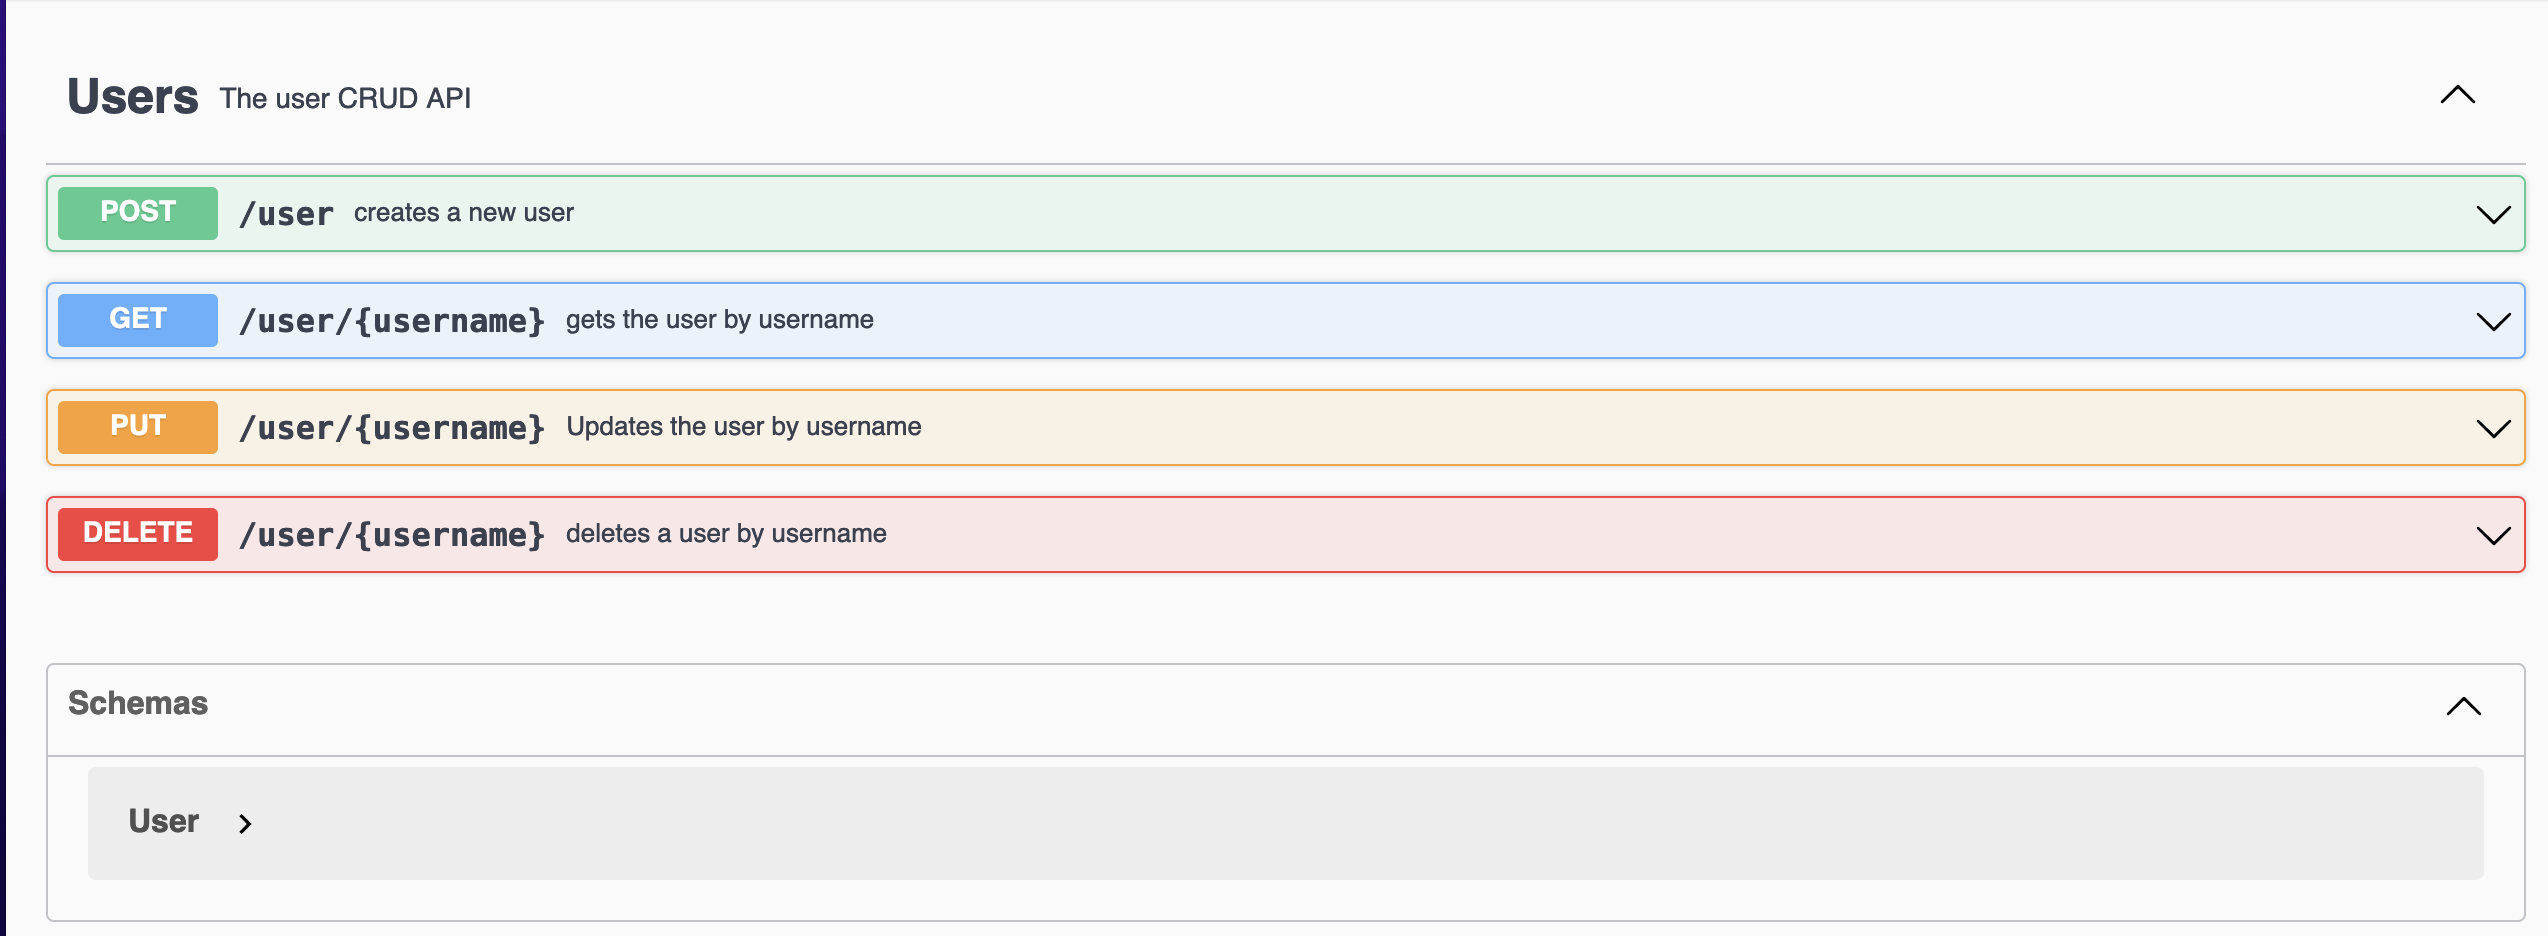 Users The user CRUD API
POST /user creates a new user
GET /user/{username} gets the user by username
PUT /user/{username} Updates the user by username
DELETE /user/{username} deletes a user by username
Schemas
User